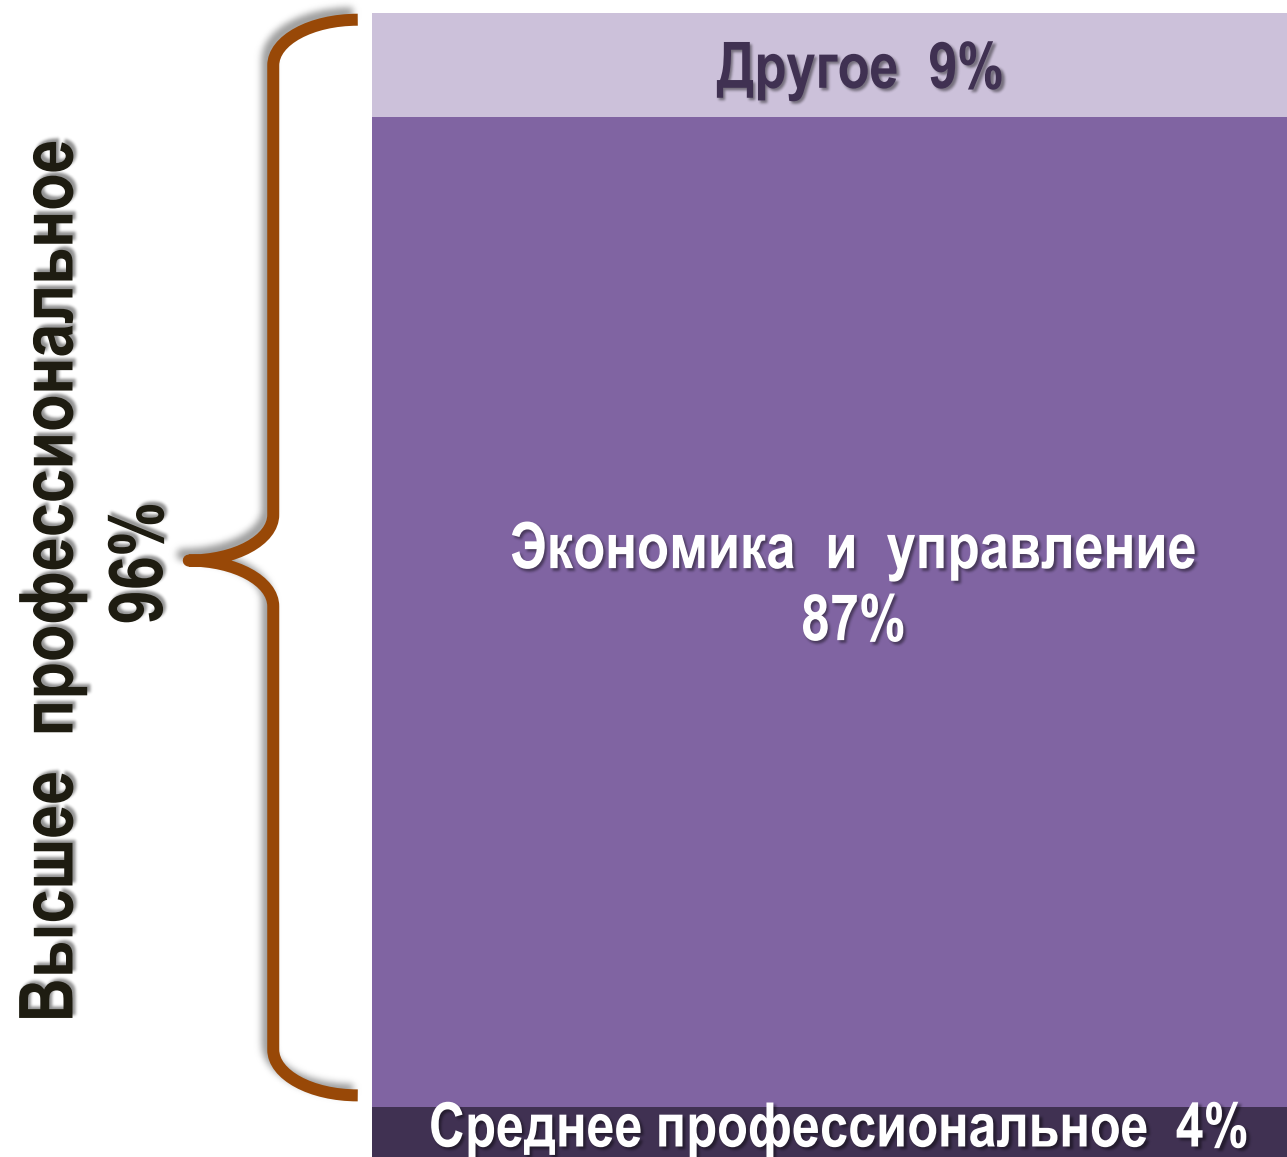 Высшее профессиональное
96%
Другое 9%
Экономика и управление
87%
Среднее профессиональное 4%